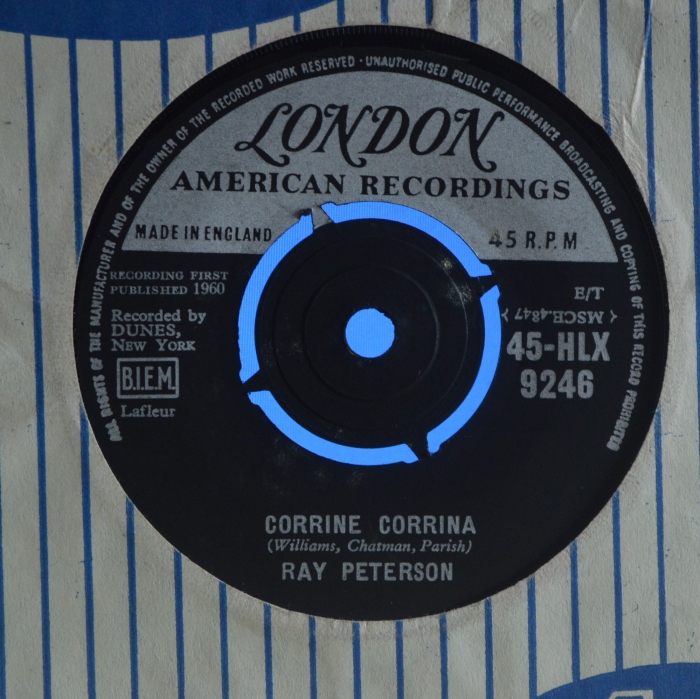 ALL RIGHTS OF THE MANUFACTURER AND OF THE OWNER OF THE RECORDED WORK RESERVED · UNAUTHORISED PUBLIC PERFORMANCE BROADCASTING AND COPYING OF THIS RECORD PROHIBITED
LONDON
AMERICAN RECORDINGS
MADE IN ENGLAND
45 R.P.M
RECORDING FIRST
PUBLISHED 1960
E/T
MSCE.4847
Recorded by
DUNES,
NEW YORK
45-HLX
9246
B.I.E.M.
Lafleur
CORRINE CORRINA
(Williams, Chatman, Parish)
RAY PETERSON